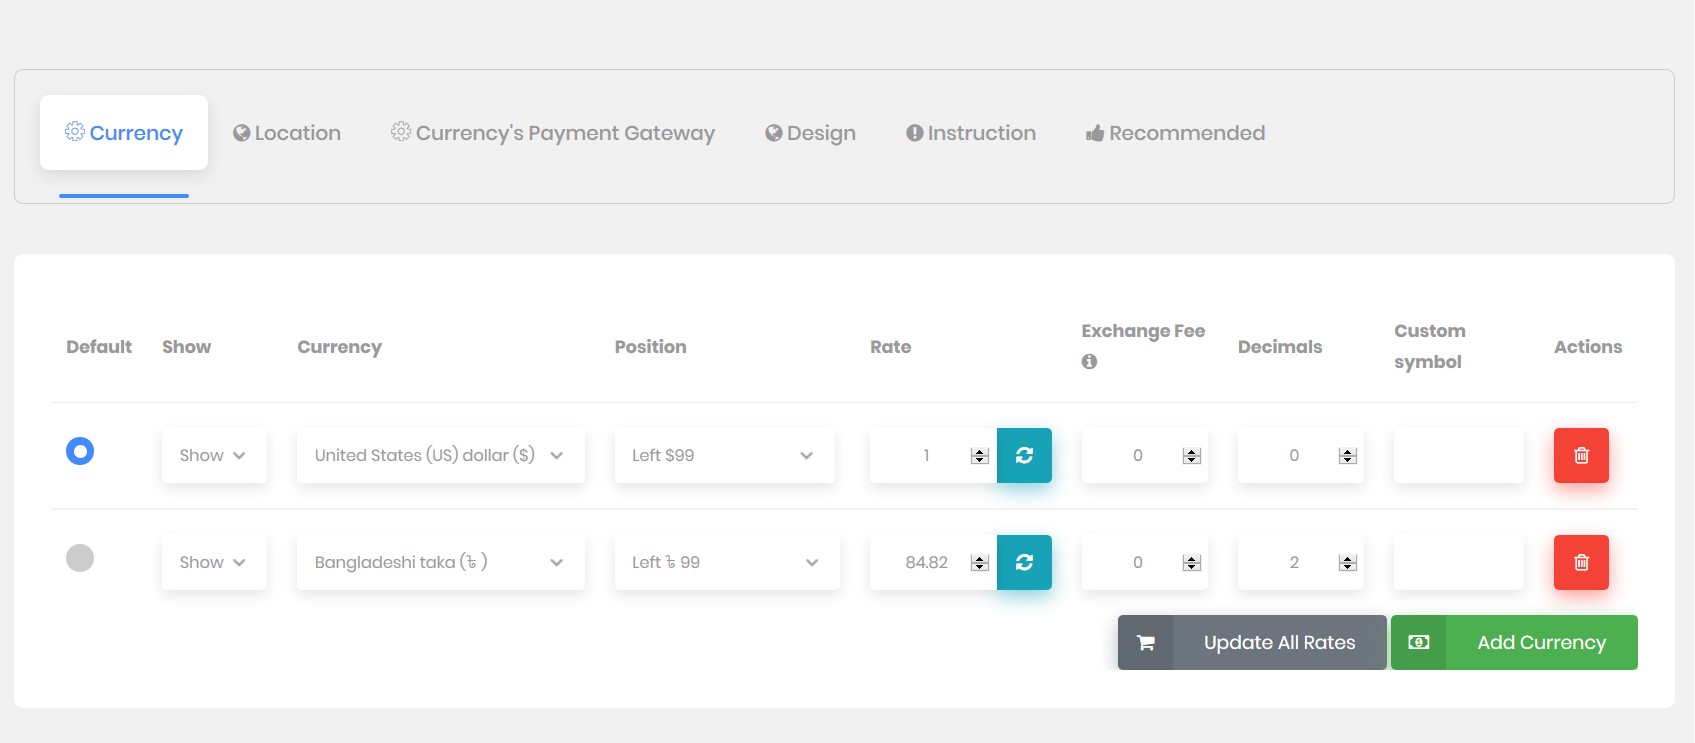 Currency Location Currency's Payment Gateway Design Instruction Recommended
Default Show Currency Position Rate Exchange Fee Decimals Custom symbol Actions
Show United States (US) dollar ($) Left $99 1 0 0
Show Bangladeshi taka (৳ ) Left ৳ 99 84.82 0 2
Update All Rates Add Currency